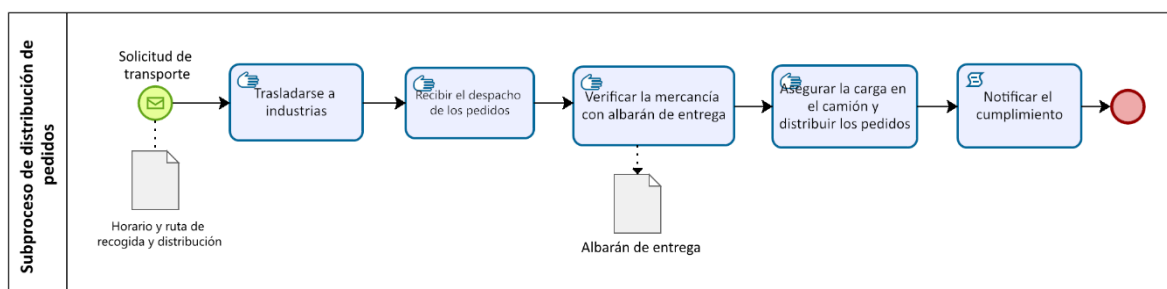 Subproceso de distribución de
pedidos
Solicitud de
transporte
Horario y ruta de
recogida y distribución
Trasladarse a
industrias
Recibir el despacho
de los pedidos
Verificar la mercancía
con albarán de entrega
Albarán de entrega
Asegurar la carga en
el camión y
distribuir los pedidos
Notificar el
cumplimiento